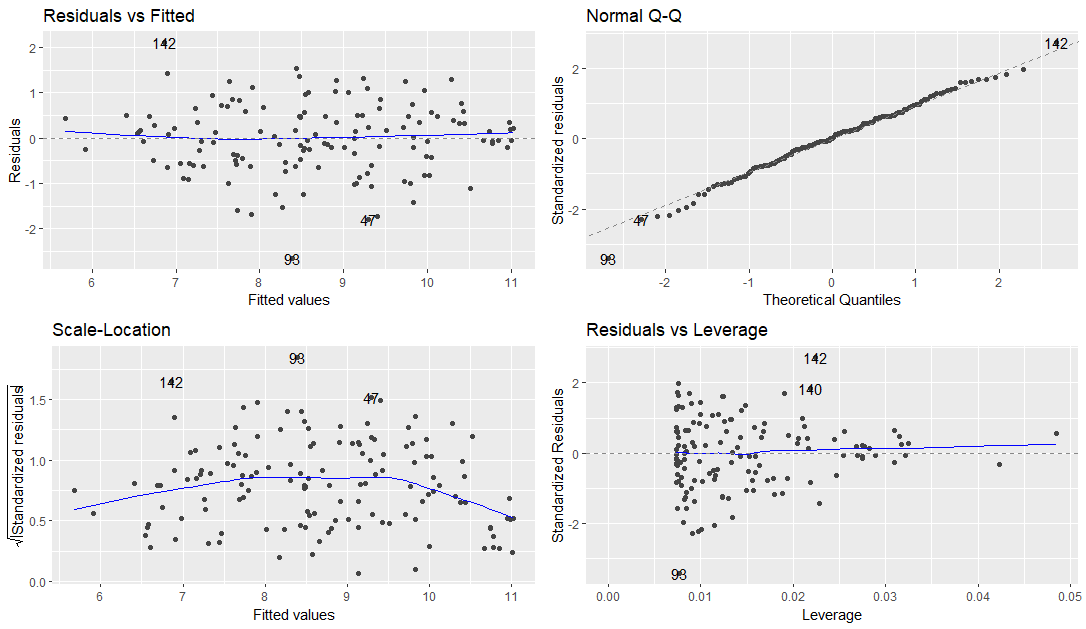 Residuals vs Fitted
Residuals
2
1
0
-1
-2
142
47
93
6 7 8 9 10 11
Fitted values
Normal Q-Q
Standardized residuals
2
0
-2
142
47
93
-2 -1 0 1 2
Theoretical Quantiles
Scale-Location
√|Standardized residuals|
1.5
1.0
0.5
0.0
93
142
47
6 7 8 9 10 11
Fitted values
Residuals vs Leverage
Standardized Residuals
2
0
-2
142
140
93
0.00 0.01 0.02 0.03 0.04 0.05
Leverage